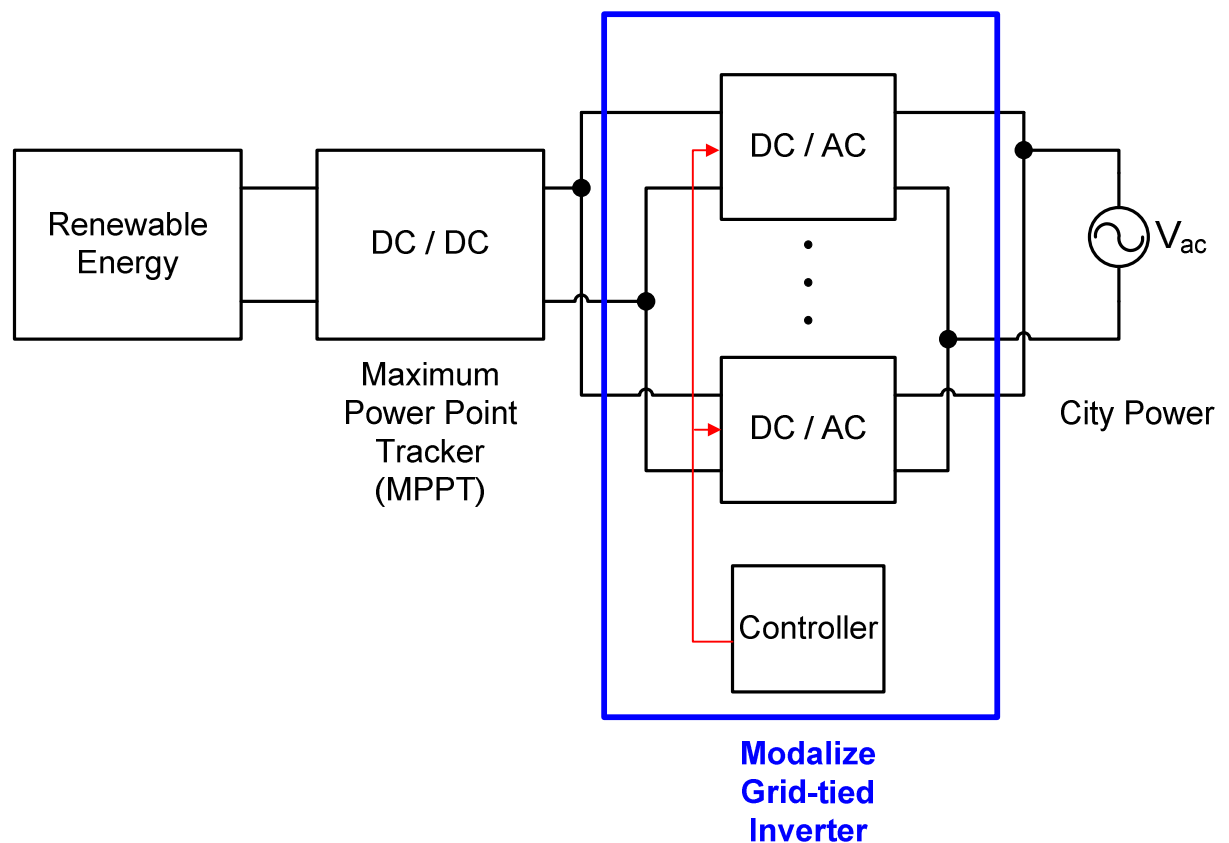 Renewable
Energy
DC / DC
Maximum
Power Point
Tracker
(MPPT)
DC / AC
DC / AC
Controller
Modalize
Grid-tied
Inverter
Vac
City Power